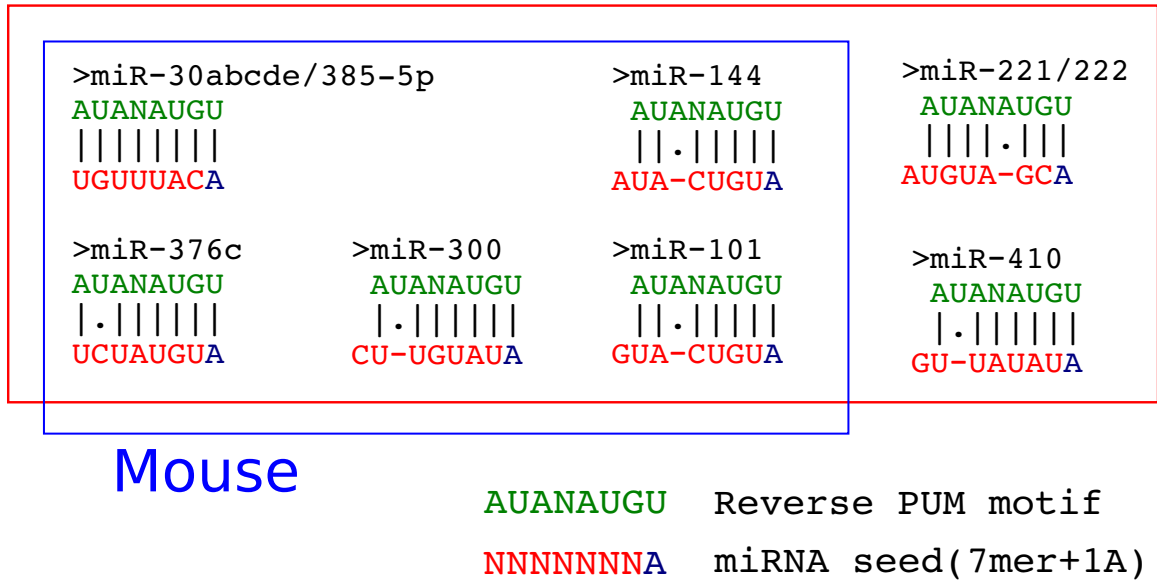 >miR-30abcde/385-5p
AUANAUGU
||||||||
UGUUUACA
>miR-144
AUANAUGU
||.|||||
AUA-CUGUA
>miR-221/222
AUANAUGU
||||.|||
AUGUA-GCA
>miR-376c
AUANAUGU
|.||||||
UCUAUGUA
>miR-300
AUANAUGU
|.||||||
CU-UGUAUA
>miR-101
AUANAUGU
||.|||||
GUA-CUGUA
>miR-410
AUANAUGU
|.||||||
GU-UAUAUA
Mouse
AUANAUGU Reverse PUM motif
NNNNNNNA miRNA seed(7mer+1A)